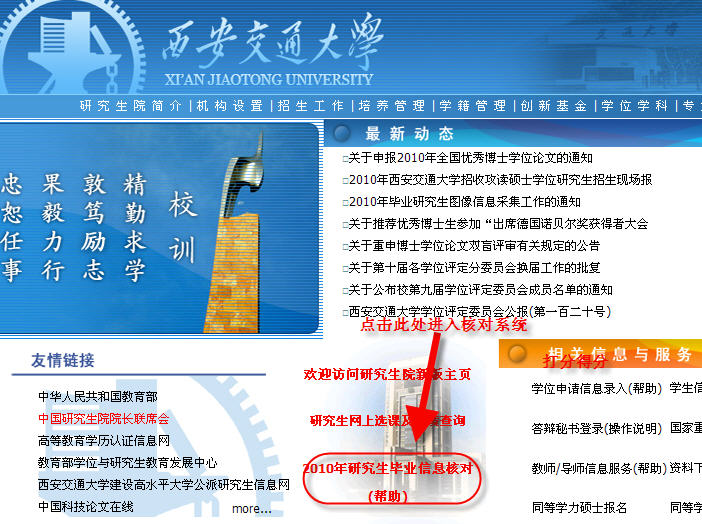 西安交通大學
XI'AN JIAOTONG UNIVERSITY
研究生院简介|机构设置|招生工作|培养管理|学籍管理|创新基金|学位学科|专
最新动态
关于申报2010年全国优秀博士学位论文的通知
2010年西安交通大学招收攻读硕士学位研究生招生现场报
2010年毕业研究生图像信息采集工作的通知
关于推荐优秀博士生参加“出席德国诺贝尔奖获得者大会
关于重申博士学位论文双盲评审有关规定的公告
关于第十届各学位评定分委员会换届工作的批复
关于公布校第九届学位评定委员会成员名单的通知
西安交通大学学位评定委员会公报(第一百二十号)
校训
精勤求学
敦笃励志
果毅力行
忠恕任事
点击此处进入核对系统
友情链接
中华人民共和国教育部
中国研究生院院长联席会
高等教育学历认证信息网
教育部学位与研究生教育发展中心
西安交通大学建设高水平大学公派研究生信息网
中国科技论文在线
more...
欢迎访问研究生院新版主页
研究生网上选课及 查询
2010年研究生毕业信息核对
(帮助)
相关信息与服务
打分得分
学位申请信息录入(帮助) 学生信
答辩秘书登录(操作说明) 国家重
教师/导师信息服务(帮助) 资料下
同等学力硕士报名 同等学